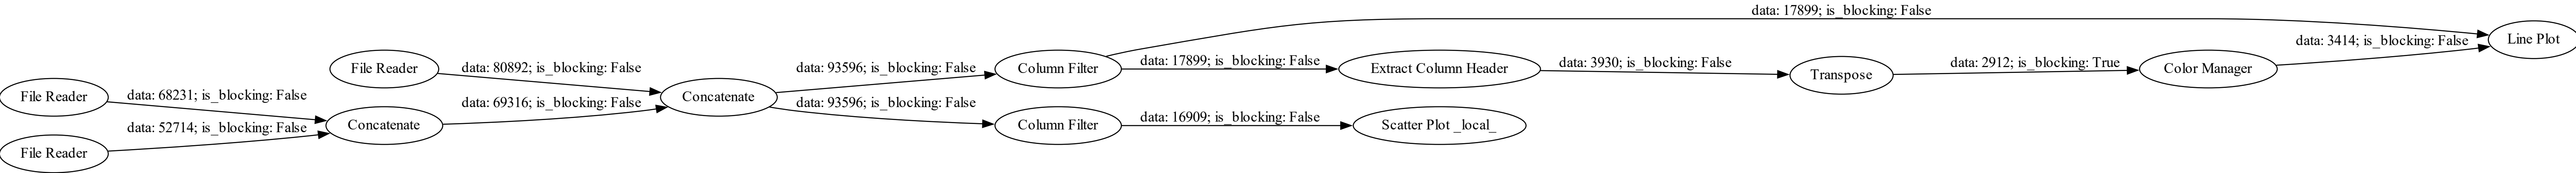 data: 17899; is_blocking: False
Line Plot
data: 3414; is_blocking: False
File Reader
data: 80892; is_blocking: False
data: 93596; is_blocking: False
Column Filter
data: 17899; is_blocking: False
Extract Column Header
data: 3930; is_blocking: False
Transpose
data: 2912; is_blocking: True
Color Manager
File Reader
data: 68231; is_blocking: False
data: 69316; is_blocking: False
Concatenate
data: 93596; is_blocking: False
File Reader
data: 52714; is_blocking: False
Concatenate
Column Filter
data: 16909; is_blocking: False
Scatter Plot _local_